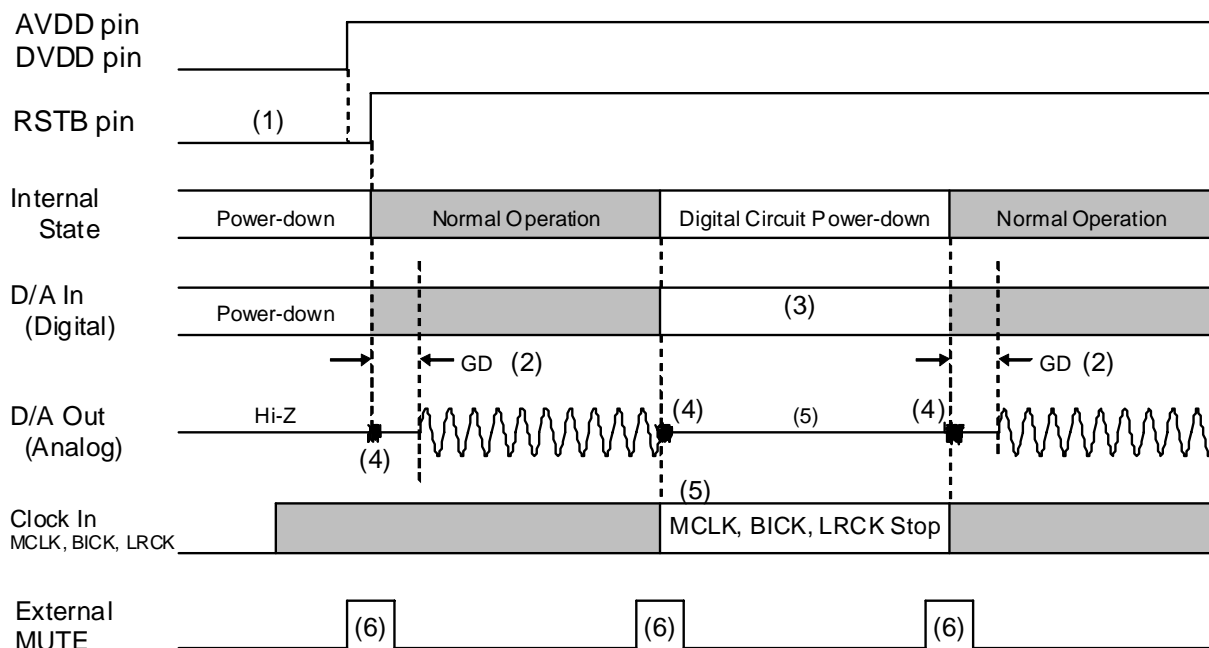 AVDD pin
DVDD pin
RSTB pin
(1)
Internal
State
Power-down
Normal Operation
Digital Circuit Power-down
Normal Operation
D/A In
(Digital)
Power-down
(3)
GD (2)
GD (2)
D/A Out
(Analog)
Hi-Z
(4)
(4)
(5)
(4)
(5)
Clock In
MCLK, BICK, LRCK
MCLK, BICK, LRCK Stop
External
MUTE
(6)
(6)
(6)